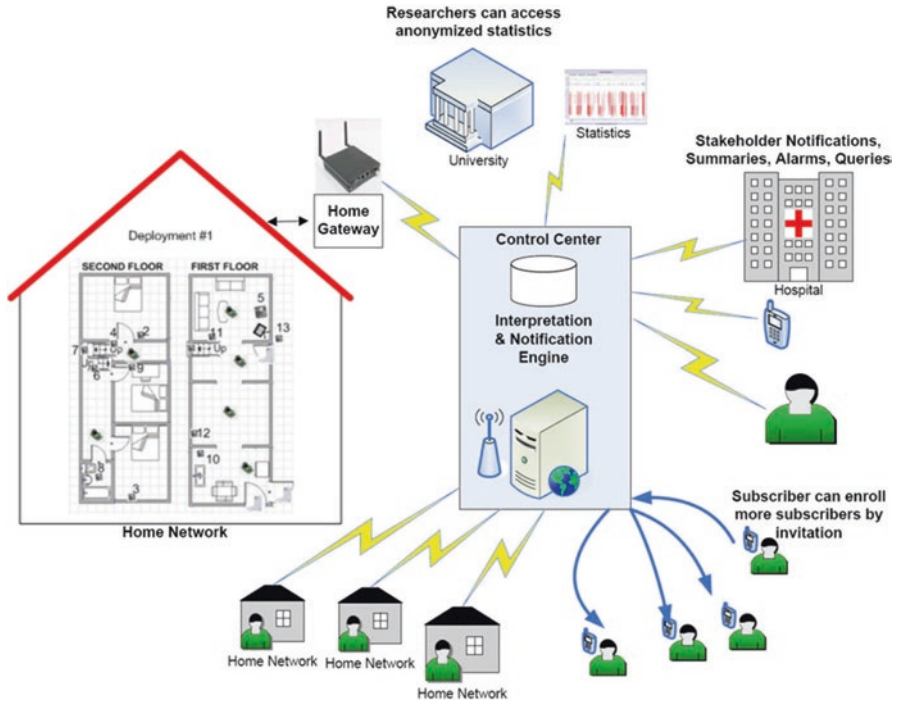 Researchers can access
anonymized statistics
University
Statistics
Stakeholder Notifications,
Summaries, Alarms, Queries
Hospital
Home
Gateway
Control Center
Interpretation
& Notification
Engine
Deployment #1
SECOND FLOOR
FIRST FLOOR
5
4
2
11
13
7
Up
Up
6
9
12
10
8
3
Home Network
Subscriber can enroll
more subscribers by
invitation
Home Network
Home Network
Home Network